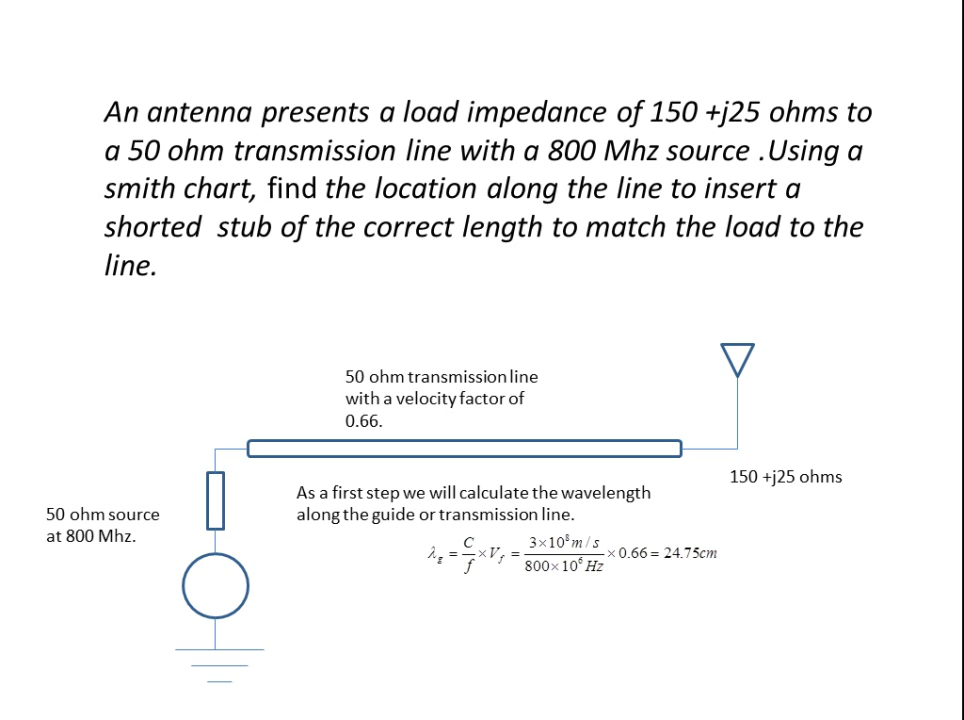 An antenna presents a load impedance of 150 +j25 ohms to
a 50 ohm transmission line with a 800 Mhz source .Using a
smith chart, find the location along the line to insert a
shorted  stub of the correct length to match the load to the
line.
50 ohm transmission line
with a velocity factor of
0.66.
150 +j25 ohms
As a first step we will calculate the wavelength
along the guide or transmission line.
50 ohm source
at 800 Mhz.
λg = C/f × Vf = 3×10⁸ m/s / 800×10⁶ Hz × 0.66 = 24.75cm